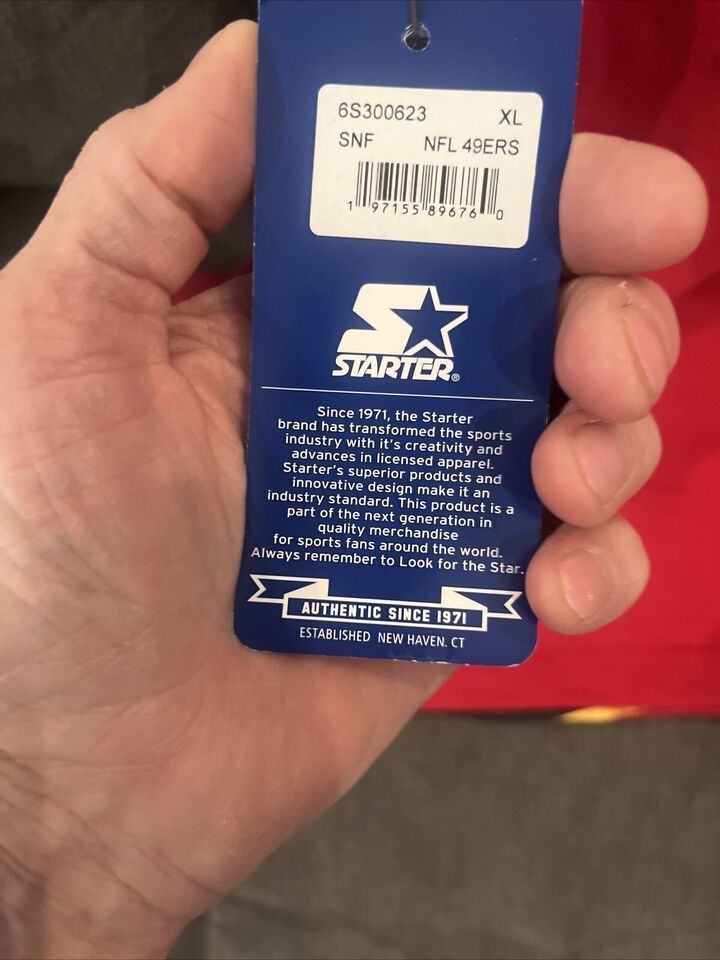 6S300623 XL
SNF NFL 49ERS
1 97155 89676 0
STARTER®
Since 1971, the Starter
brand has transformed the sports
industry with it's creativity and
advances in licensed apparel.
Starter's superior products and
innovative design make it an
industry standard. This product is a
part of the next generation in
quality merchandise
for sports fans around the world.
Always remember to Look for the Star.
AUTHENTIC SINCE 1971
ESTABLISHED NEW HAVEN. CT